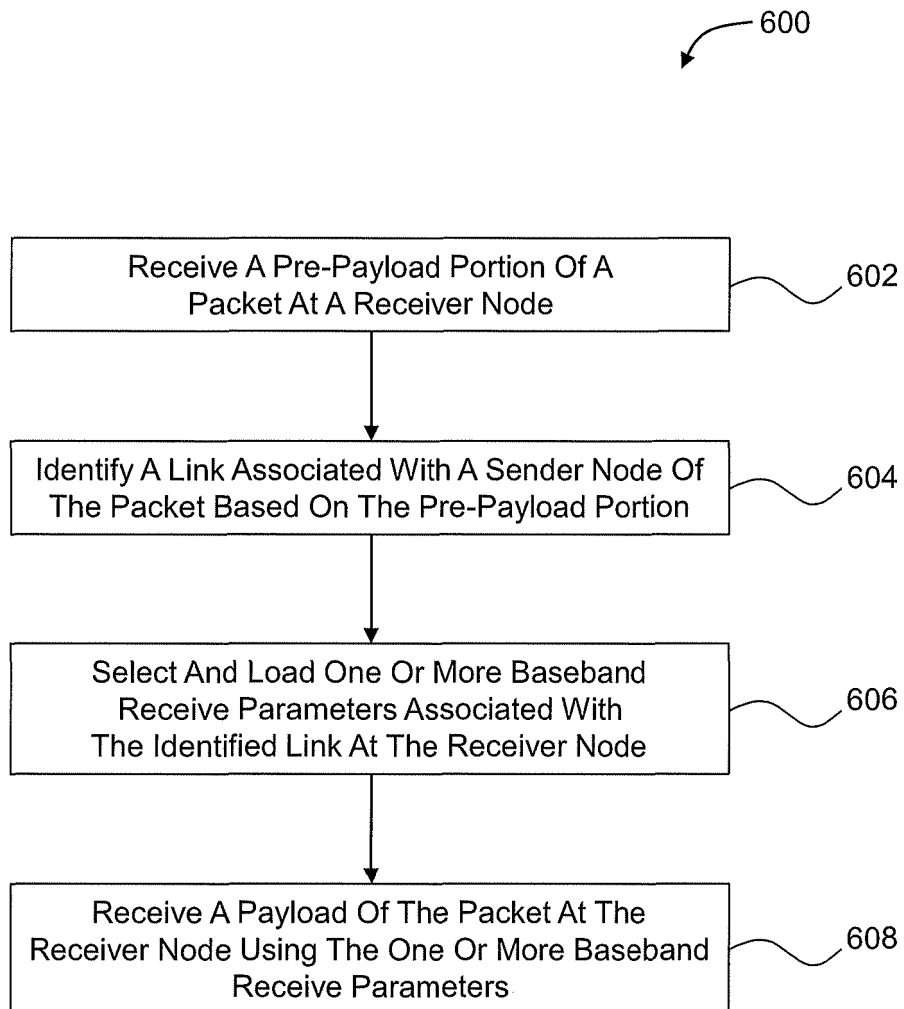 600
Receive A Pre-Payload Portion Of A
Packet At A Receiver Node
602
Identify A Link Associated With A Sender Node Of
The Packet Based On The Pre-Payload Portion
604
Select And Load One Or More Baseband
Receive Parameters Associated With
The Identified Link At The Receiver Node
606
Receive A Payload Of The Packet At The
Receiver Node Using The One Or More Baseband
Receive Parameters
608